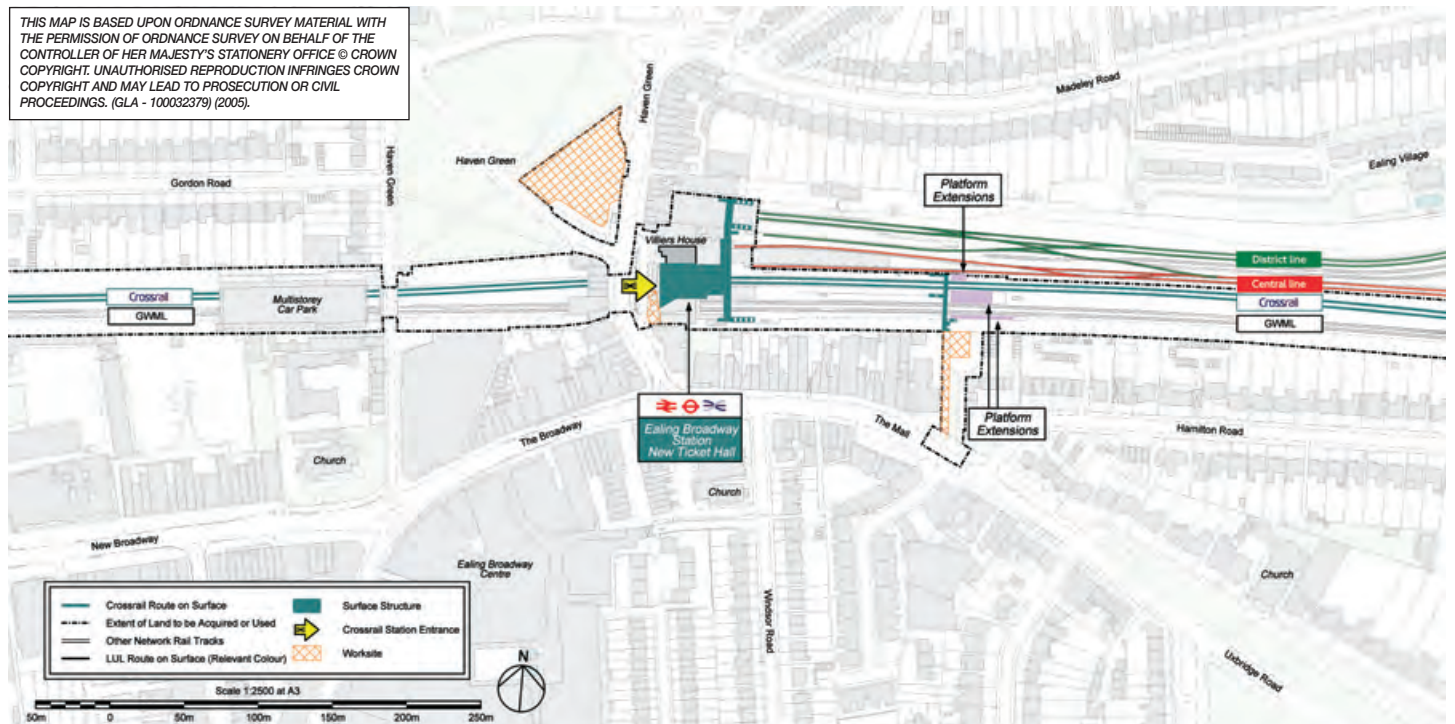 THIS MAP IS BASED UPON ORDNANCE SURVEY MATERIAL WITH
THE PERMISSION OF ORDNANCE SURVEY ON BEHALF OF THE
CONTROLLER OF HER MAJESTY'S STATIONERY OFFICE © CROWN
COPYRIGHT. UNAUTHORISED REPRODUCTION INFRINGES CROWN
COPYRIGHT AND MAY LEAD TO PROSECUTION OR CIVIL
PROCEEDINGS. (GLA - 100032379) (2005).
Haven Green
Madeley Road
Haven Green
Haven Green
Gordon Road
Ealing Village
Platform
Extensions
Villiers House
District line
Central line
Crossrail
GWML
Crossrail
GWML
Multistorey
Car Park
Ealing Broadway
Station
New Ticket Hall
The Broadway
The Mall
Platform
Extensions
Hamilton Road
Church
Church
New Broadway
Ealing Broadway
Centre
Windsor Road
Church
Uxbridge Road
Crossrail Route on Surface
Extent of Land to be Acquired or Used
Other Network Rail Tracks
LUL Route on Surface (Relevant Colour)
Surface Structure
Crossrail Station Entrance
Worksite
N
Scale 1:2500 at A3
50m 0 50m 100m 150m 200m 250m